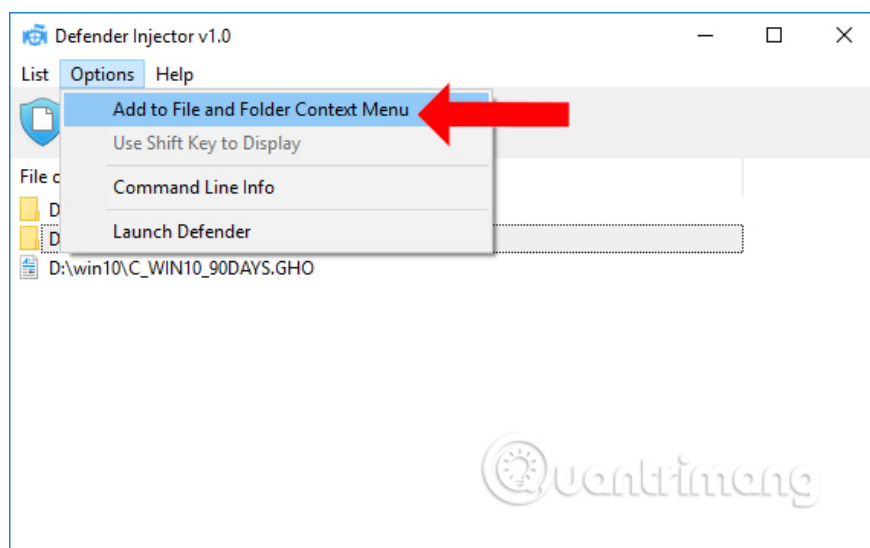 Defender Injector v1.0
List Options Help
Add to File and Folder Context Menu
Use Shift Key to Display
Command Line Info
Launch Defender
File
D
D
D:\win10\C_WIN10_90DAYS.GHO
Quantrimang